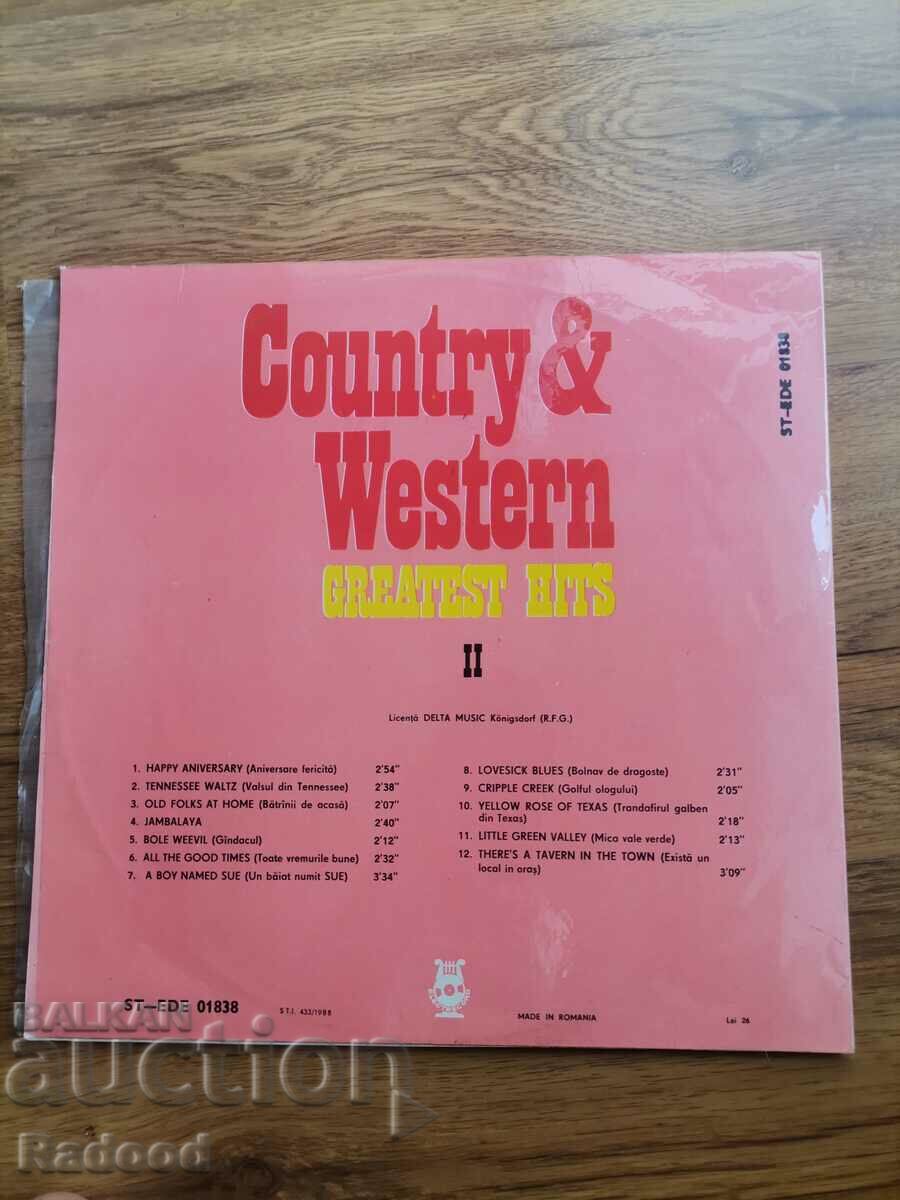 Country &
Western
GREATEST HITS
II
ST–EDE 01838
Licență DELTA MUSIC Königsdorf (R.F.G.)
1. HAPPY ANIVERSARY (Aniversare fericită) 2'54"
2. TENNESSEE WALTZ (Valsul din Tennessee) 2'38"
3. OLD FOLKS AT HOME (Bătrînii de acasă) 2'07"
4. JAMBALAYA 2'40"
5. BOLE WEEVIL (Gîndacul) 2'12"
6. ALL THE GOOD TIMES (Toate vremurile bune) 2'32"
7. A BOY NAMED SUE (Un băiat numit SUE) 3'34"
8. LOVESICK BLUES (Bolnav de dragoste) 2'31"
9. CRIPPLE CREEK (Golful ologului) 2'05"
10. YELLOW ROSE OF TEXAS (Trandafirul galben
din Texas) 2'18"
11. LITTLE GREEN VALLEY (Mica vale verde) 2'13"
12. THERE'S A TAVERN IN THE TOWN (Există un
local in oraș) 3'09"
ST–EDE 01838
S.T.I. 433/1988
MADE IN ROMANIA
Lei 26
BALKAN
auction
Radood